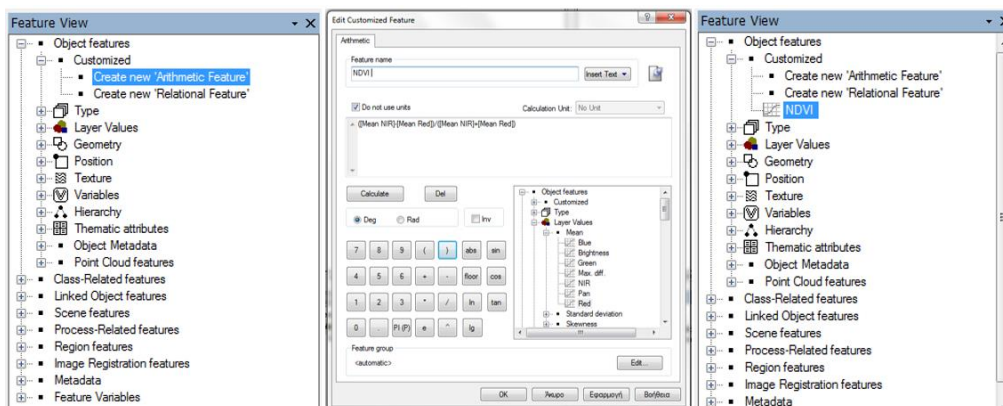 Feature View
Object features
Customized
Create new 'Arithmetic Feature'
Create new 'Relational Feature'
Type
Layer Values
Geometry
Position
Texture
Variables
Hierarchy
Thematic attributes
Object Metadata
Point Cloud features
Class-Related features
Linked Object features
Scene features
Process-Related features
Region features
Image Registration features
Metadata
Feature Variables
Edit Customized Feature
Arithmetic
Feature name
NDVI
Insert Text
Do not use units
Calculation Unit: No Unit
([Mean NIR]-[Mean Red])/([Mean NIR]+[Mean Red])
Calculate Del
Deg Rad Inv
7 8 9 ( ) abs sin
4 5 6 + - floor cos
1 2 3 * / ln tan
0 . PI (P) e ^ lg
Object features
Customized
Type
Layer Values
Mean
Blue
Brightness
Green
Max. diff.
NIR
Pan
Red
Standard deviation
Skewness
Feature group
<automatic>
Edit...
OK Άκυρο Εφαρμογή Βοήθεια
Feature View
Object features
Customized
Create new 'Arithmetic Feature'
Create new 'Relational Feature'
NDVI
Type
Layer Values
Geometry
Position
Texture
Variables
Hierarchy
Thematic attributes
Object Metadata
Point Cloud features
Class-Related features
Linked Object features
Scene features
Process-Related features
Region features
Image Registration features
Metadata